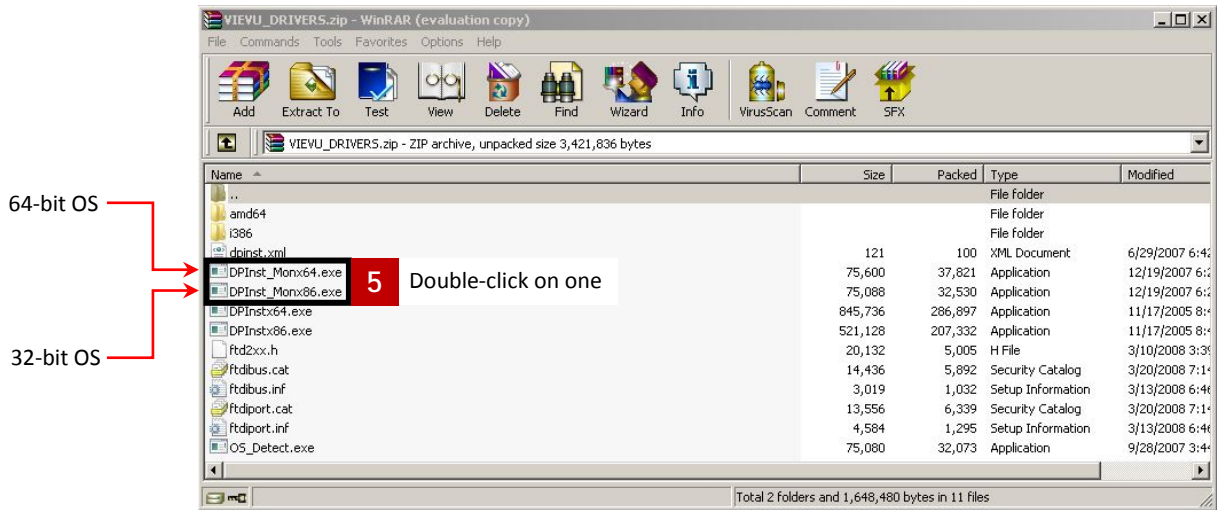 VIEVU_DRIVERS.zip - WinRAR (evaluation copy)
File Commands Tools Favorites Options Help
Add Extract To Test View Delete Find Wizard Info VirusScan Comment SFX
VIEVU_DRIVERS.zip - ZIP archive, unpacked size 3,421,836 bytes
Name Size Packed Type Modified
.. File folder
64-bit OS
amd64 File folder
i386 File folder
dpinst.xml 121 100 XML Document 6/29/2007 6:42
DPInst_Monx64.exe 75,600 37,821 Application 12/19/2007 6:2
5 Double-click on one
DPInst_Monx86.exe 75,088 32,530 Application 12/19/2007 6:2
DPInstx64.exe 845,736 286,897 Application 11/17/2005 8:4
DPInstx86.exe 521,128 207,332 Application 11/17/2005 8:4
ftd2xx.h 20,132 5,005 H File 3/10/2008 3:39
32-bit OS
ftdibus.cat 14,436 5,892 Security Catalog 3/20/2008 7:14
ftdibus.inf 3,019 1,032 Setup Information 3/13/2008 6:46
ftdiport.cat 13,556 6,339 Security Catalog 3/20/2008 7:14
ftdiport.inf 4,584 1,295 Setup Information 3/13/2008 6:46
OS_Detect.exe 75,080 32,073 Application 9/28/2007 3:44
Total 2 folders and 1,648,480 bytes in 11 files